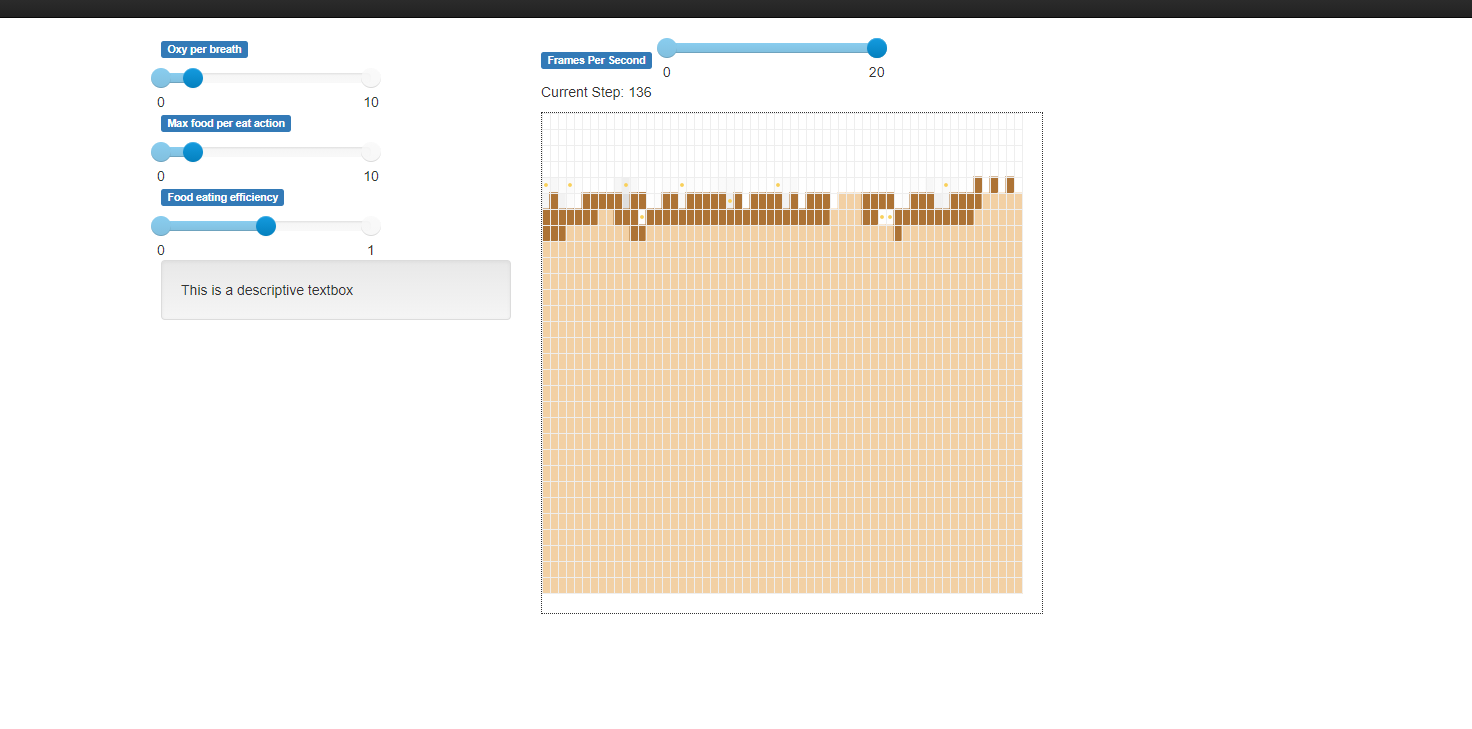 Oxy per breath
0 10
Max food per eat action
0 10
Food eating efficiency
0 1
This is a descriptive textbox
Frames Per Second
0 20
Current Step: 136